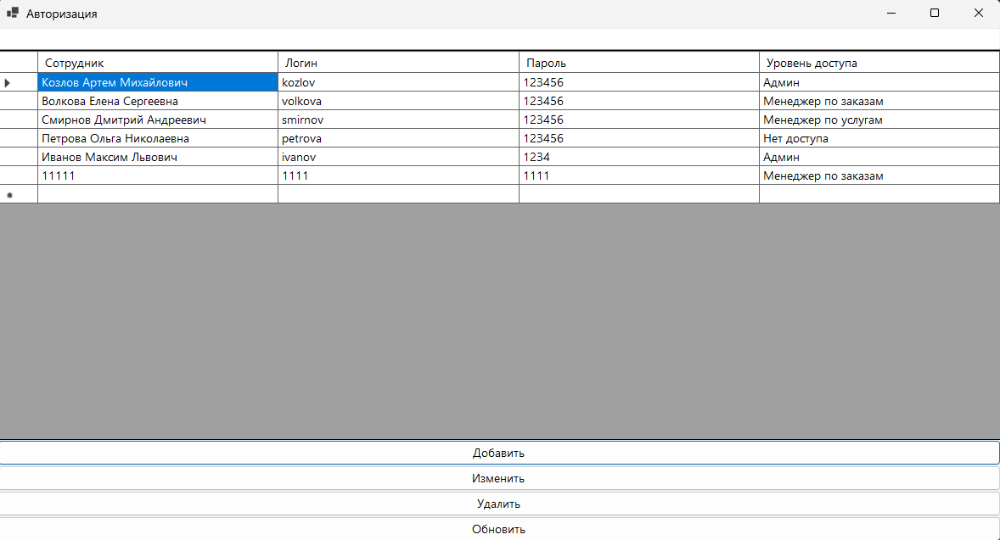 Авторизация
Сотрудник Логин Пароль Уровень доступа
Козлов Артем Михайлович kozlov 123456 Админ
Волкова Елена Сергеевна volkova 123456 Менеджер по заказам
Смирнов Дмитрий Андреевич smirnov 123456 Менеджер по услугам
Петрова Ольга Николаевна petrova 123456 Нет доступа
Иванов Максим Львович ivanov 1234 Админ
11111 1111 1111 Менеджер по заказам
Добавить
Изменить
Удалить
Обновить